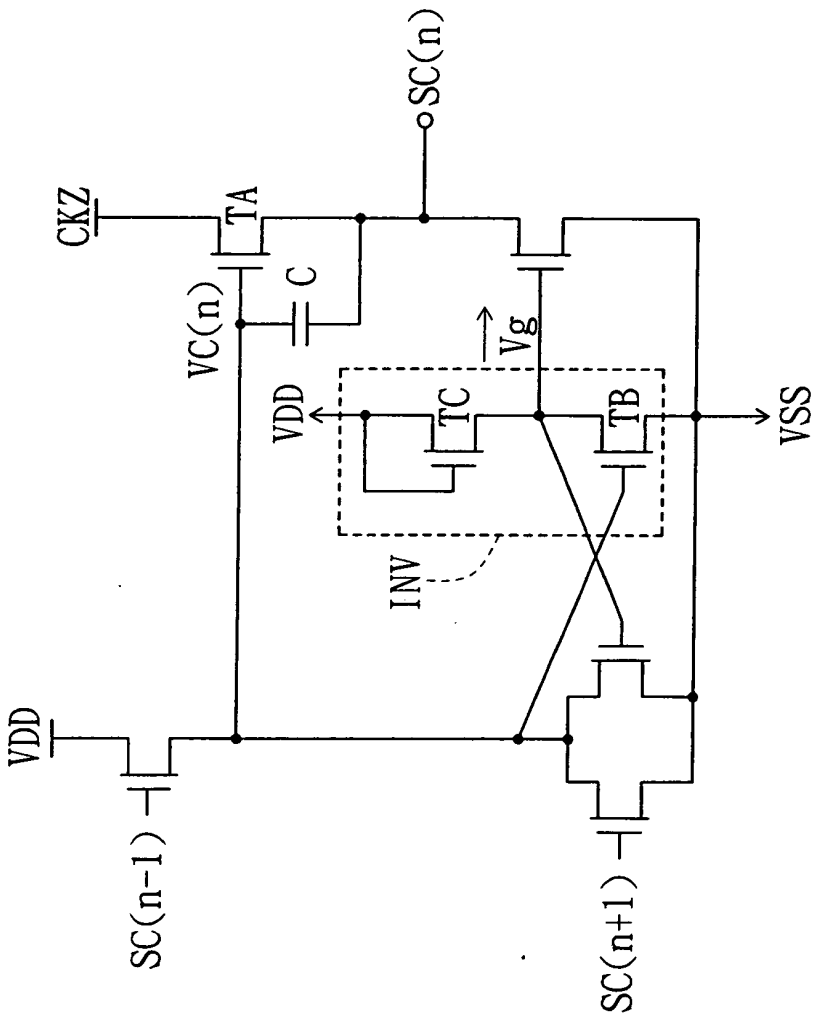 CKZ
SC(n)
TA
VC(n)
C
VDD
Vg
TC
TB
VSS
INV
VDD
SC(n-1)
SC(n+1)